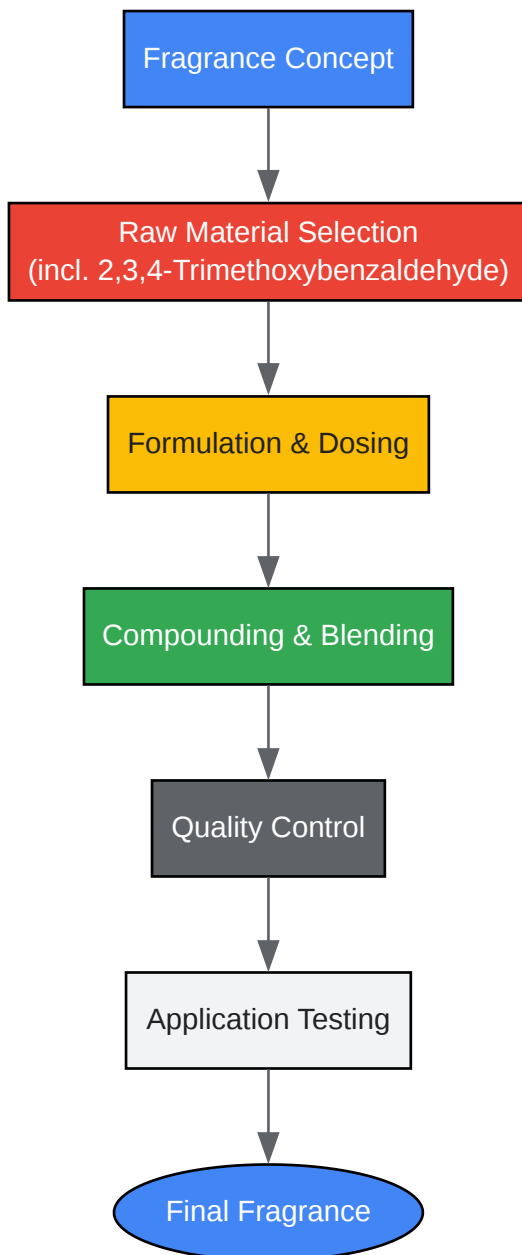 Fragrance Concept
Raw Material Selection
(incl. 2,3,4-Trimethoxybenzaldehyde)
Formulation & Dosing
Compounding & Blending
Quality Control
Application Testing
Final Fragrance